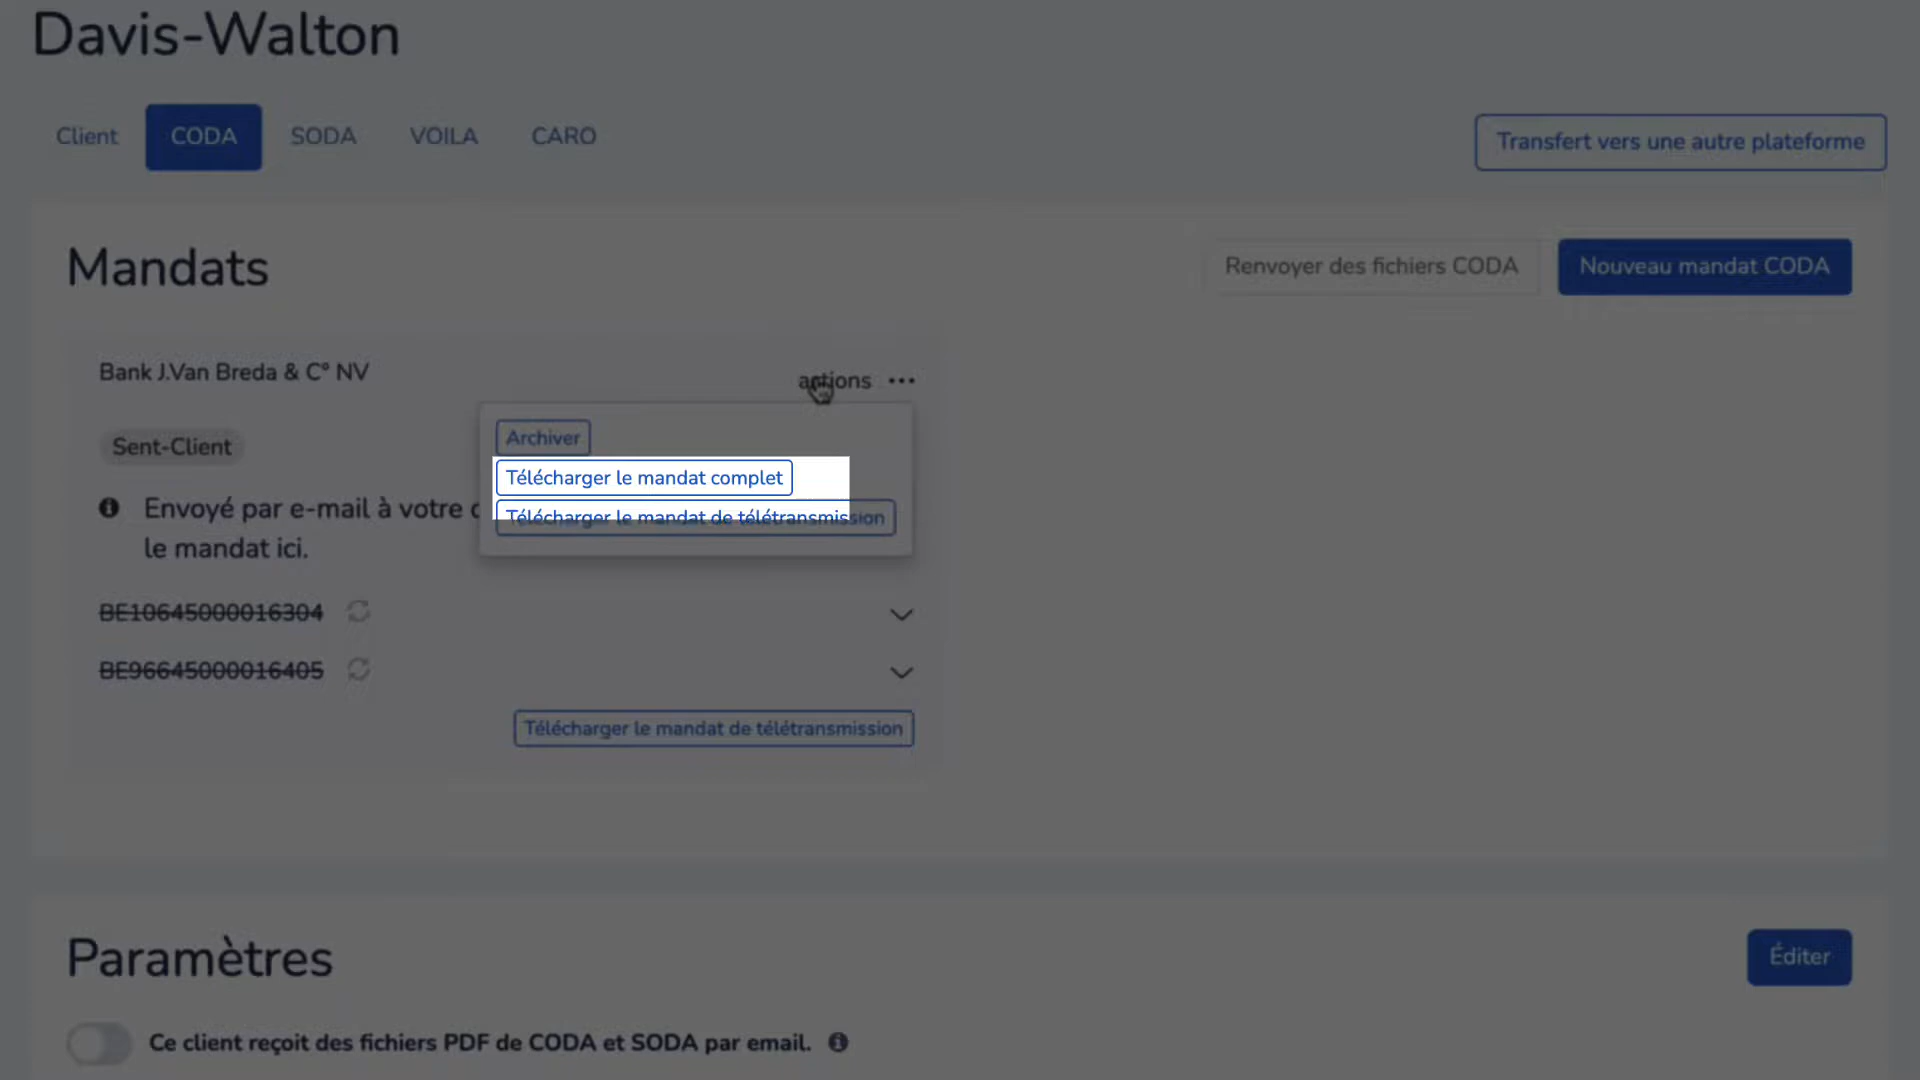 Davis-Walton
Client CODA SODA VOILA CARO
Transfert vers une autre plateforme
Mandats
Renvoyer des fichiers CODA
Nouveau mandat CODA
Bank J.Van Breda & C° NV
actions
Archiver
Sent-Client
Télécharger le mandat complet
Envoyé par e-mail à votre
Télécharger le mandat de télétransmission
le mandat ici.
BE10645000016304
BE96645000016405
Télécharger le mandat de télétransmission
Paramètres
Éditer
Ce client reçoit des fichiers PDF de CODA et SODA par email.